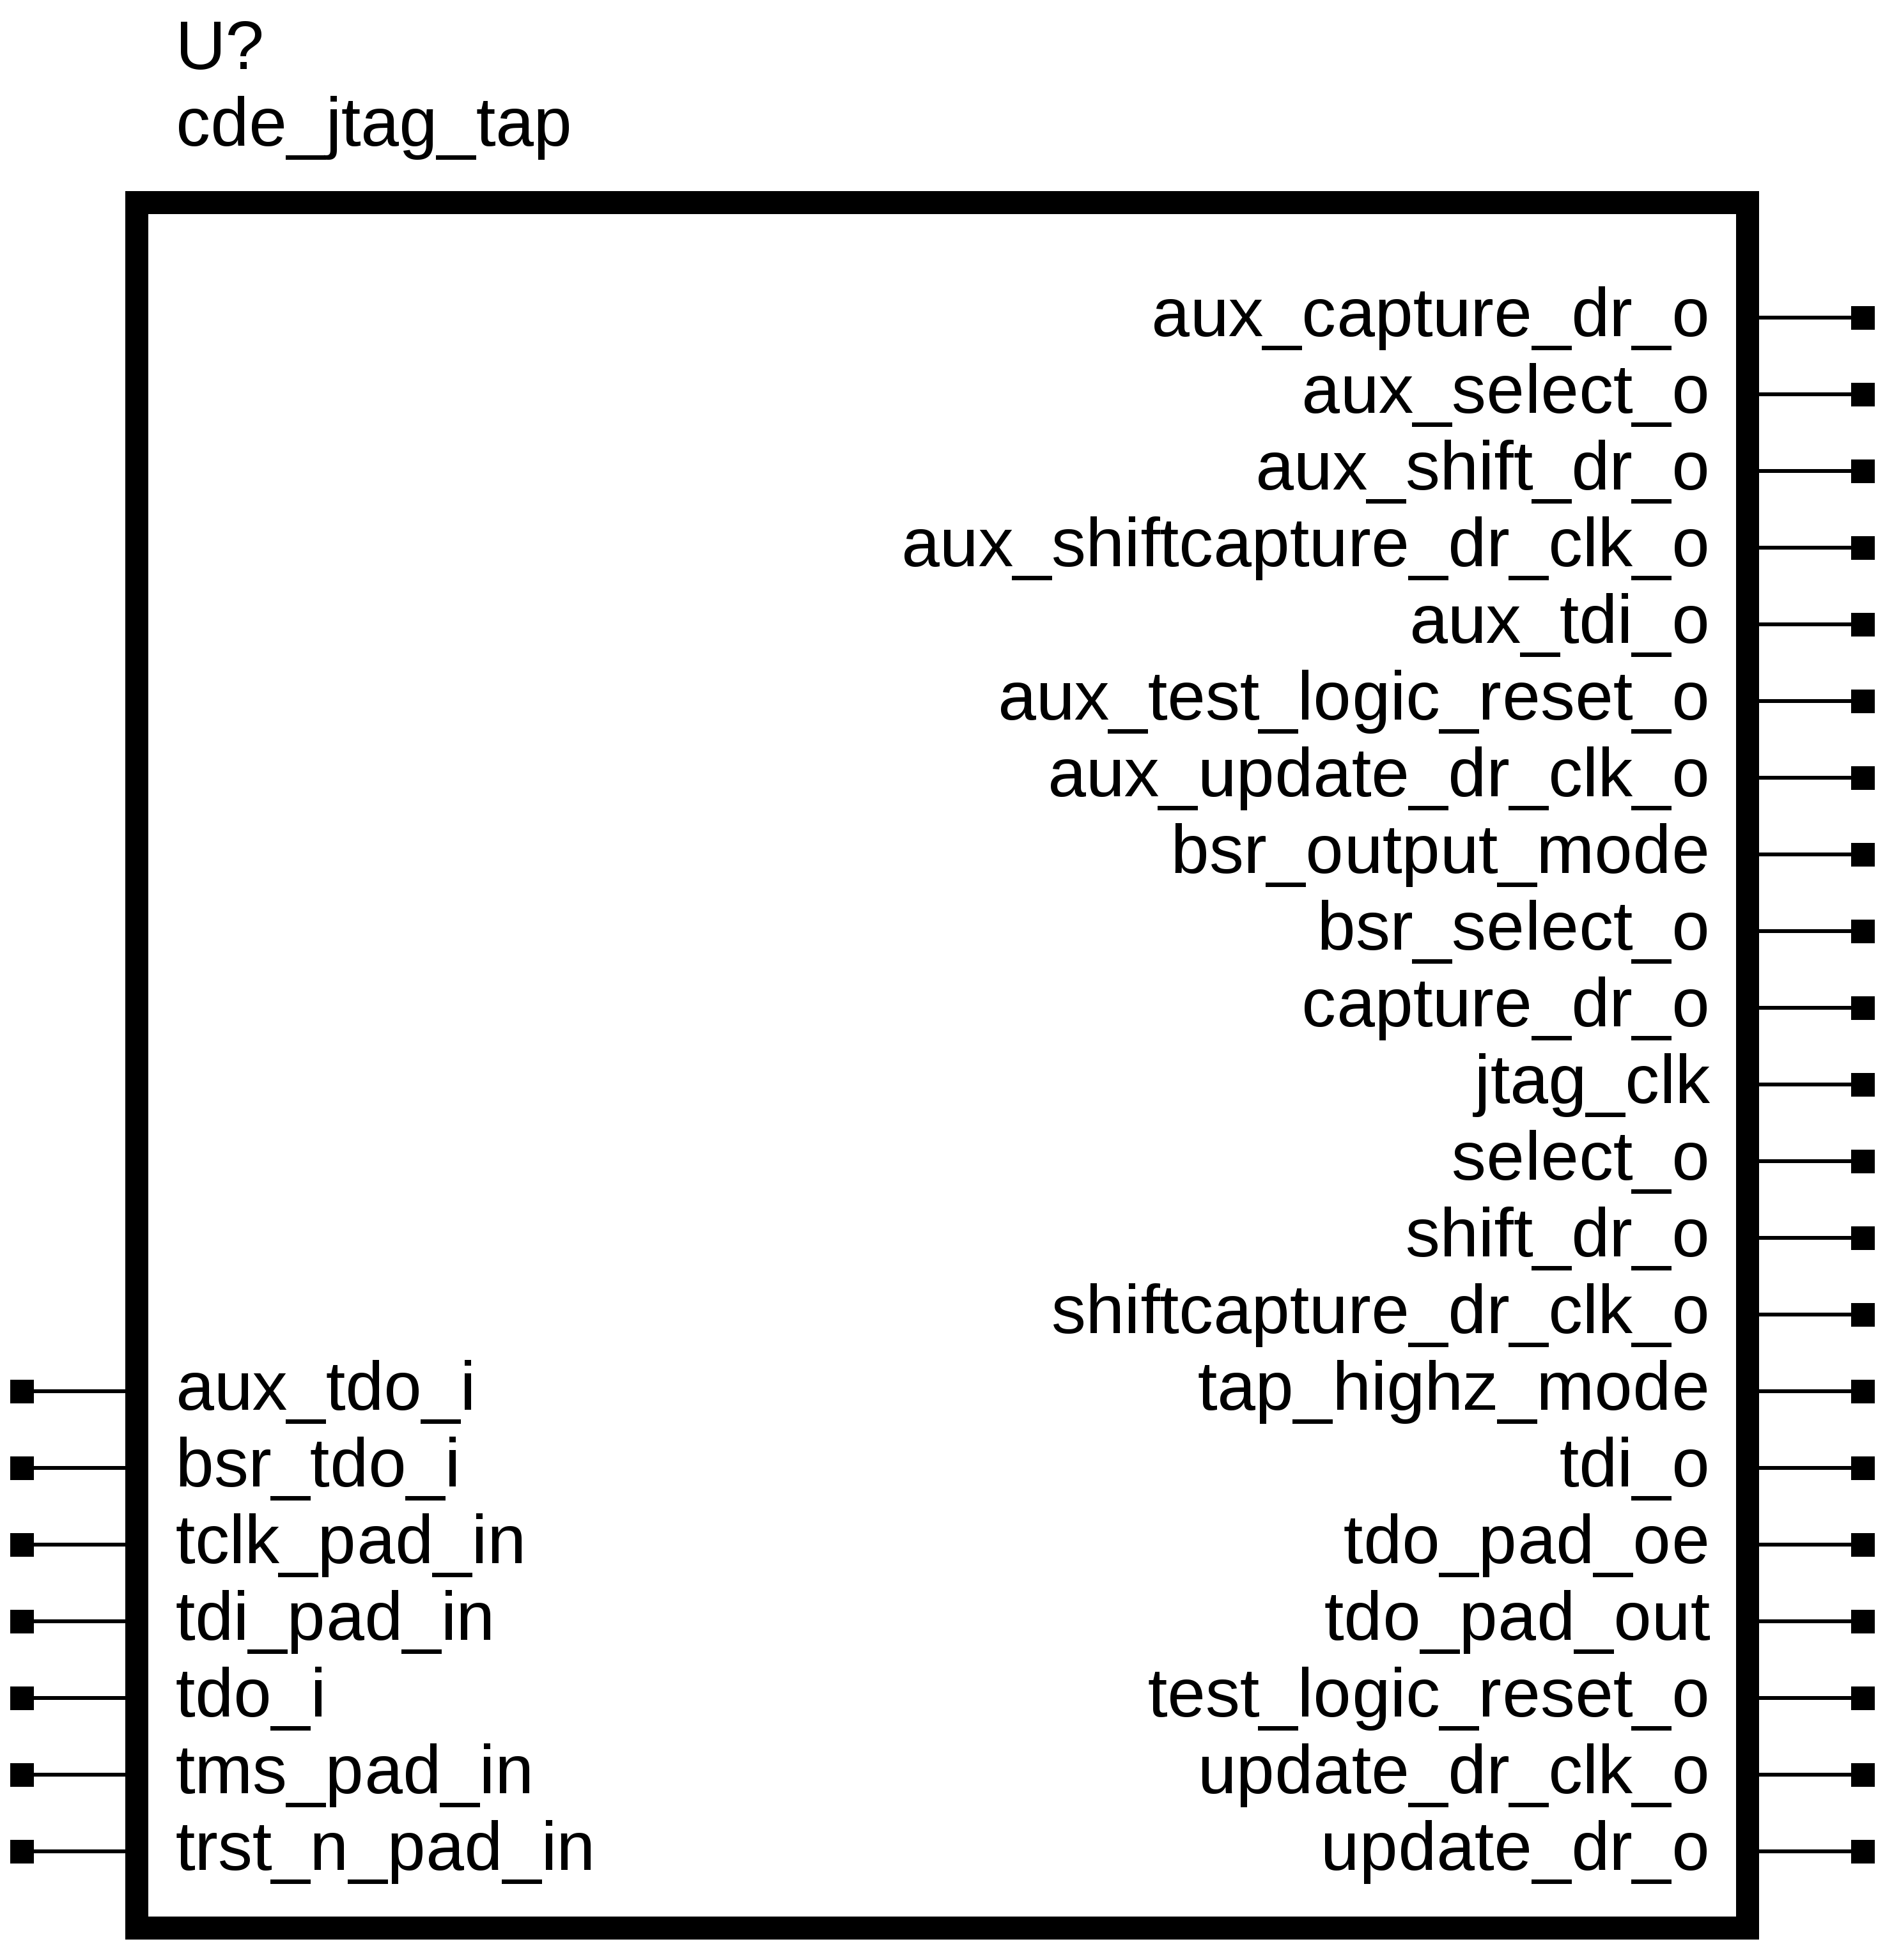 U?
cde_jtag_tap
aux_capture_dr_o
aux_select_o
aux_shift_dr_o
aux_shiftcapture_dr_clk_o
aux_tdi_o
aux_test_logic_reset_o
aux_update_dr_clk_o
bsr_output_mode
bsr_select_o
capture_dr_o
jtag_clk
select_o
shift_dr_o
shiftcapture_dr_clk_o
aux_tdo_i tap_highz_mode
bsr_tdo_i tdi_o
tclk_pad_in tdo_pad_oe
tdi_pad_in tdo_pad_out
tdo_i test_logic_reset_o
tms_pad_in update_dr_clk_o
trst_n_pad_in update_dr_o